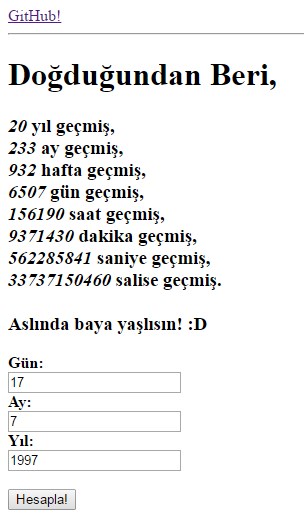 GitHub!
Doğduğundan Beri,
20 yıl geçmiş,
233 ay geçmiş,
932 hafta geçmiş,
6507 gün geçmiş,
156190 saat geçmiş,
9371430 dakika geçmiş,
562285841 saniye geçmiş,
33737150460 salise geçmiş.
Aslında baya yaşlısın! :D
Gün:
17
Ay:
7
Yıl:
1997
Hesapla!